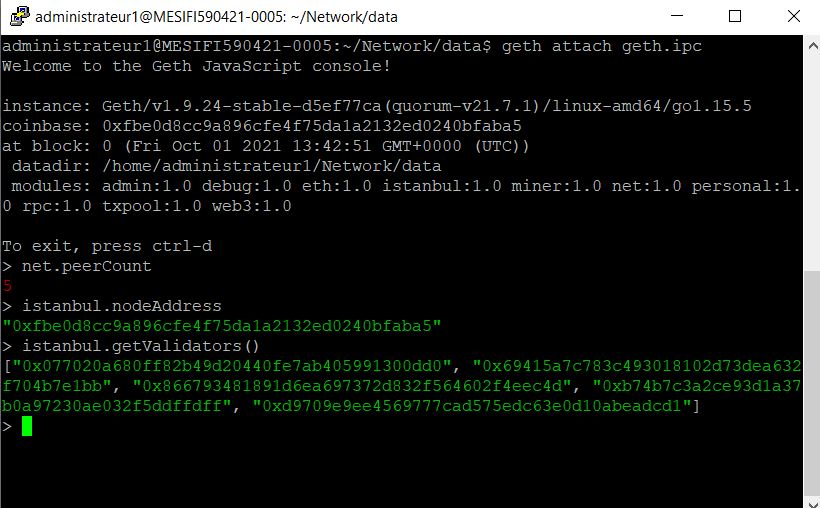 administrateur1@MESIFI590421-0005: ~/Network/data
administrateur1@MESIFI590421-0005:~/Network/data$ geth attach geth.ipc
Welcome to the Geth JavaScript console!
instance: Geth/v1.9.24-stable-d5ef77ca(quorum-v21.7.1)/linux-amd64/go1.15.5
coinbase: 0xfbe0d8cc9a896cfe4f75da1a2132ed0240bfaba5
at block: 0 (Fri Oct 01 2021 13:42:51 GMT+0000 (UTC))
 datadir: /home/administrateur1/Network/data
 modules: admin:1.0 debug:1.0 eth:1.0 istanbul:1.0 miner:1.0 net:1.0 personal:1.
0 rpc:1.0 txpool:1.0 web3:1.0
To exit, press ctrl-d
> net.peerCount
5
> istanbul.nodeAddress
"0xfbe0d8cc9a896cfe4f75da1a2132ed0240bfaba5"
> istanbul.getValidators()
["0x077020a680ff82b49d20440fe7ab405991300dd0", "0x69415a7c783c493018102d73dea632
f704b7e1bb", "0x866793481891d6ea697372d832f564602f4eec4d", "0xb74b7c3a2ce93d1a37
b0a97230ae032f5ddffdff", "0xd9709e9ee4569777cad575edc63e0d10abeadcd1"]
>